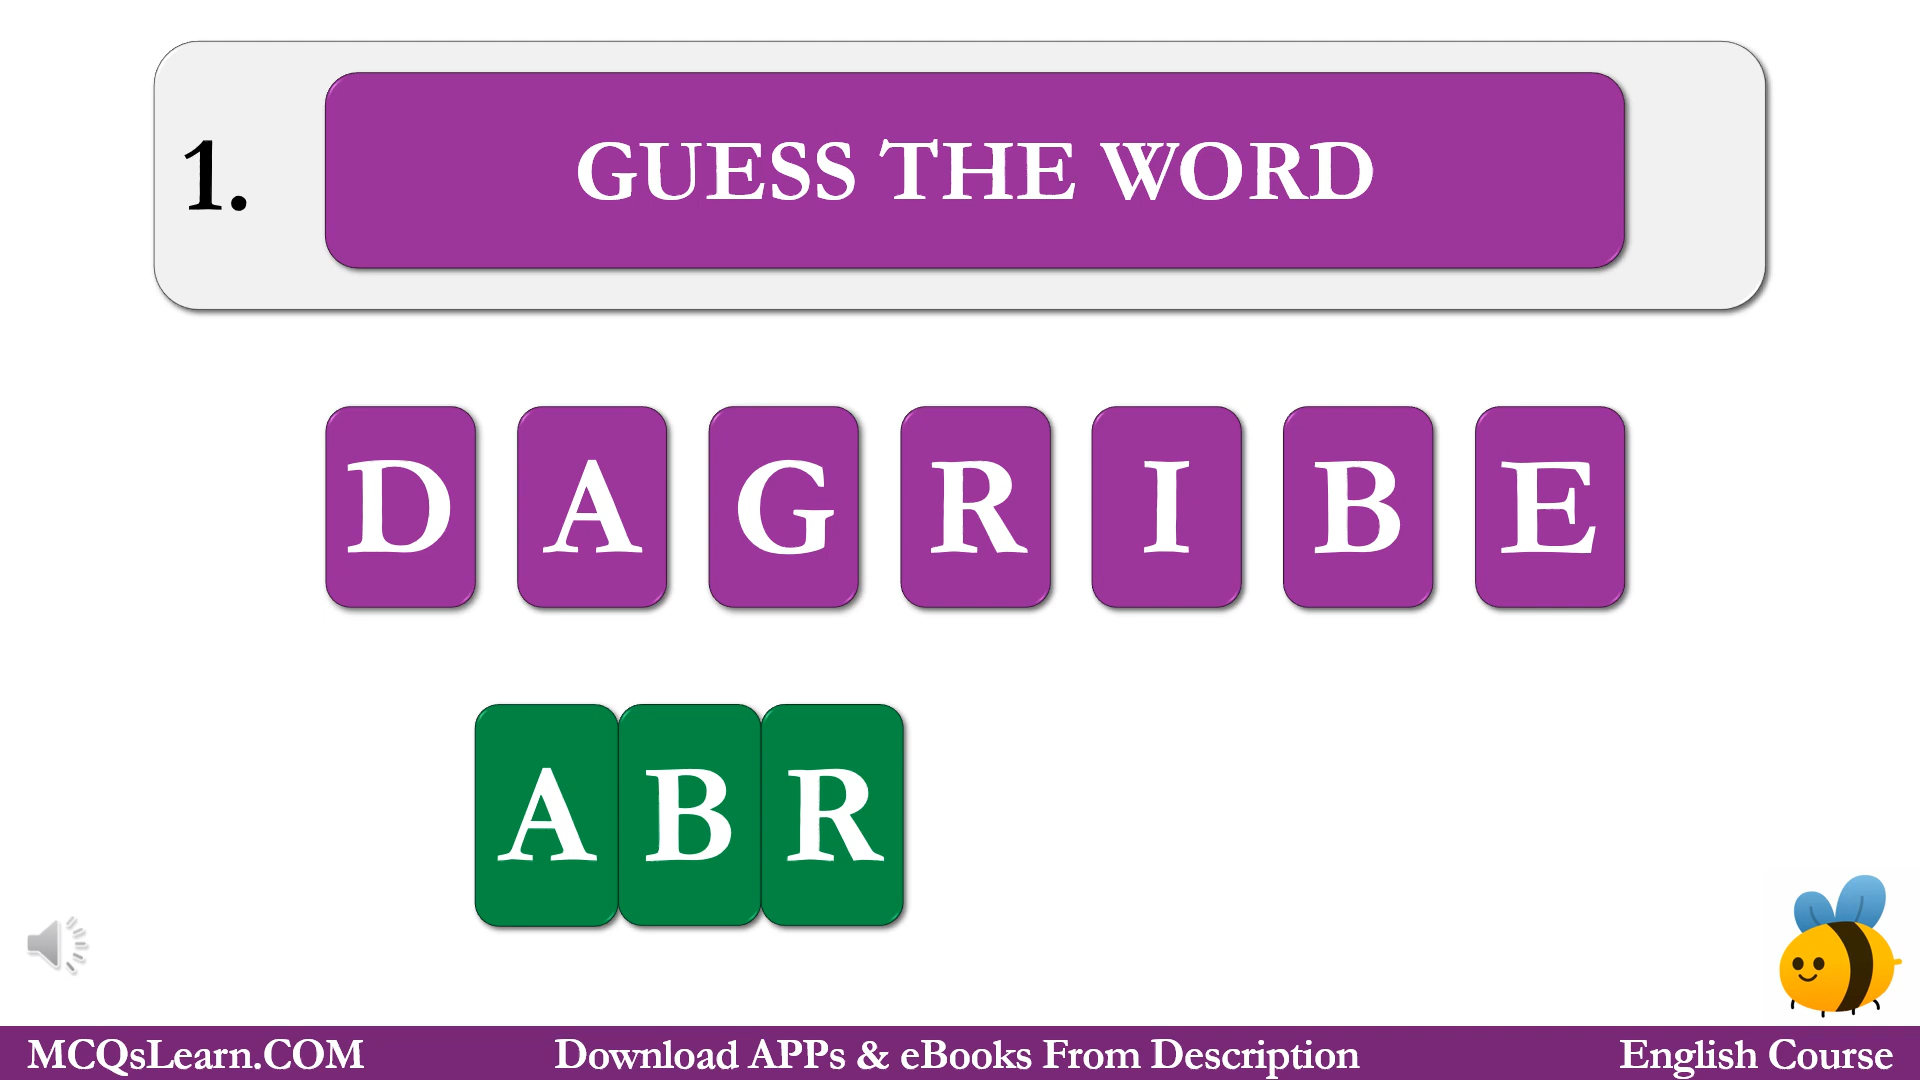 1. GUESS THE WORD
D A G R I B E
A B R
MCQsLearn.COM Download APPs & eBooks From Description English Course